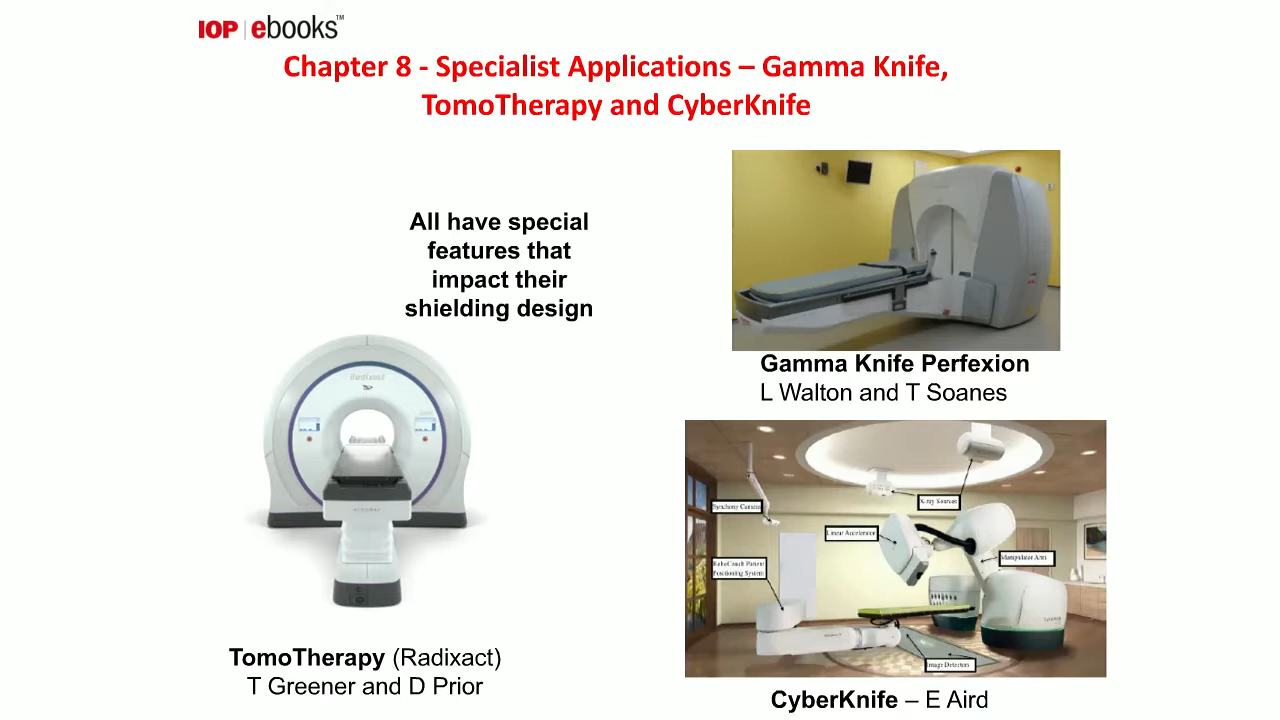 IOP | ebooks™
Chapter 8 - Specialist Applications – Gamma Knife,
TomoTherapy and CyberKnife
All have special
features that
impact their
shielding design
Gamma Knife Perfexion
L Walton and T Soanes
Radixact
X-ray Sources
Synchrony Camera
Linear Accelerator
Manipulator Arm
RoboCouch Patient
Positioning System
Image Detectors
TomoTherapy (Radixact)
T Greener and D Prior
CyberKnife – E Aird